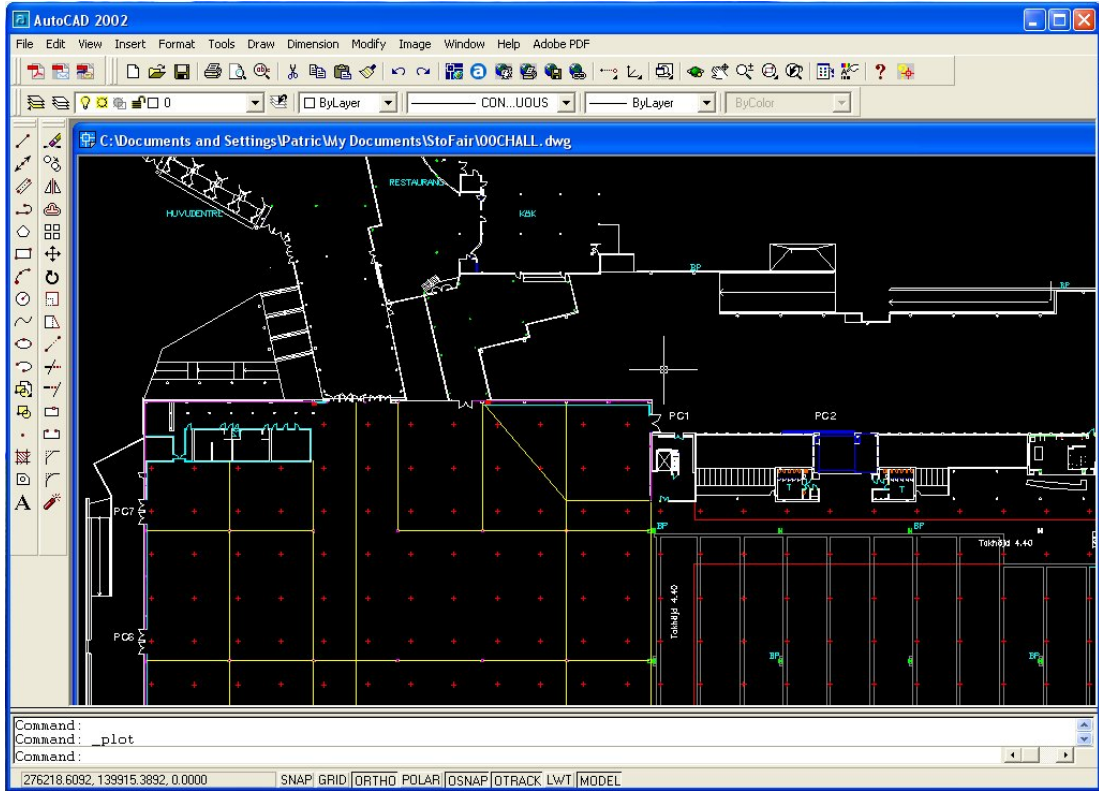 AutoCAD 2002
File Edit View Insert Format Tools Draw Dimension Modify Image Window Help Adobe PDF
0 ByLayer CON...UOUS ByLayer ByColor
C:\Documents and Settings\Patric\My Documents\StoFair\00CHALL.dwg
RESTAURANG
HUVUDENTRE
KÖK
BP
BP
PC1 PC2
T T
PC7
BP BP
Takhöjd 4.40
Takhöjd 4.40
PC6
BP BP
A
Command:
Command: _plot
Command:
276218.6092, 139915.3892, 0.0000 SNAP GRID ORTHO POLAR OSNAP OTRACK LWT MODEL